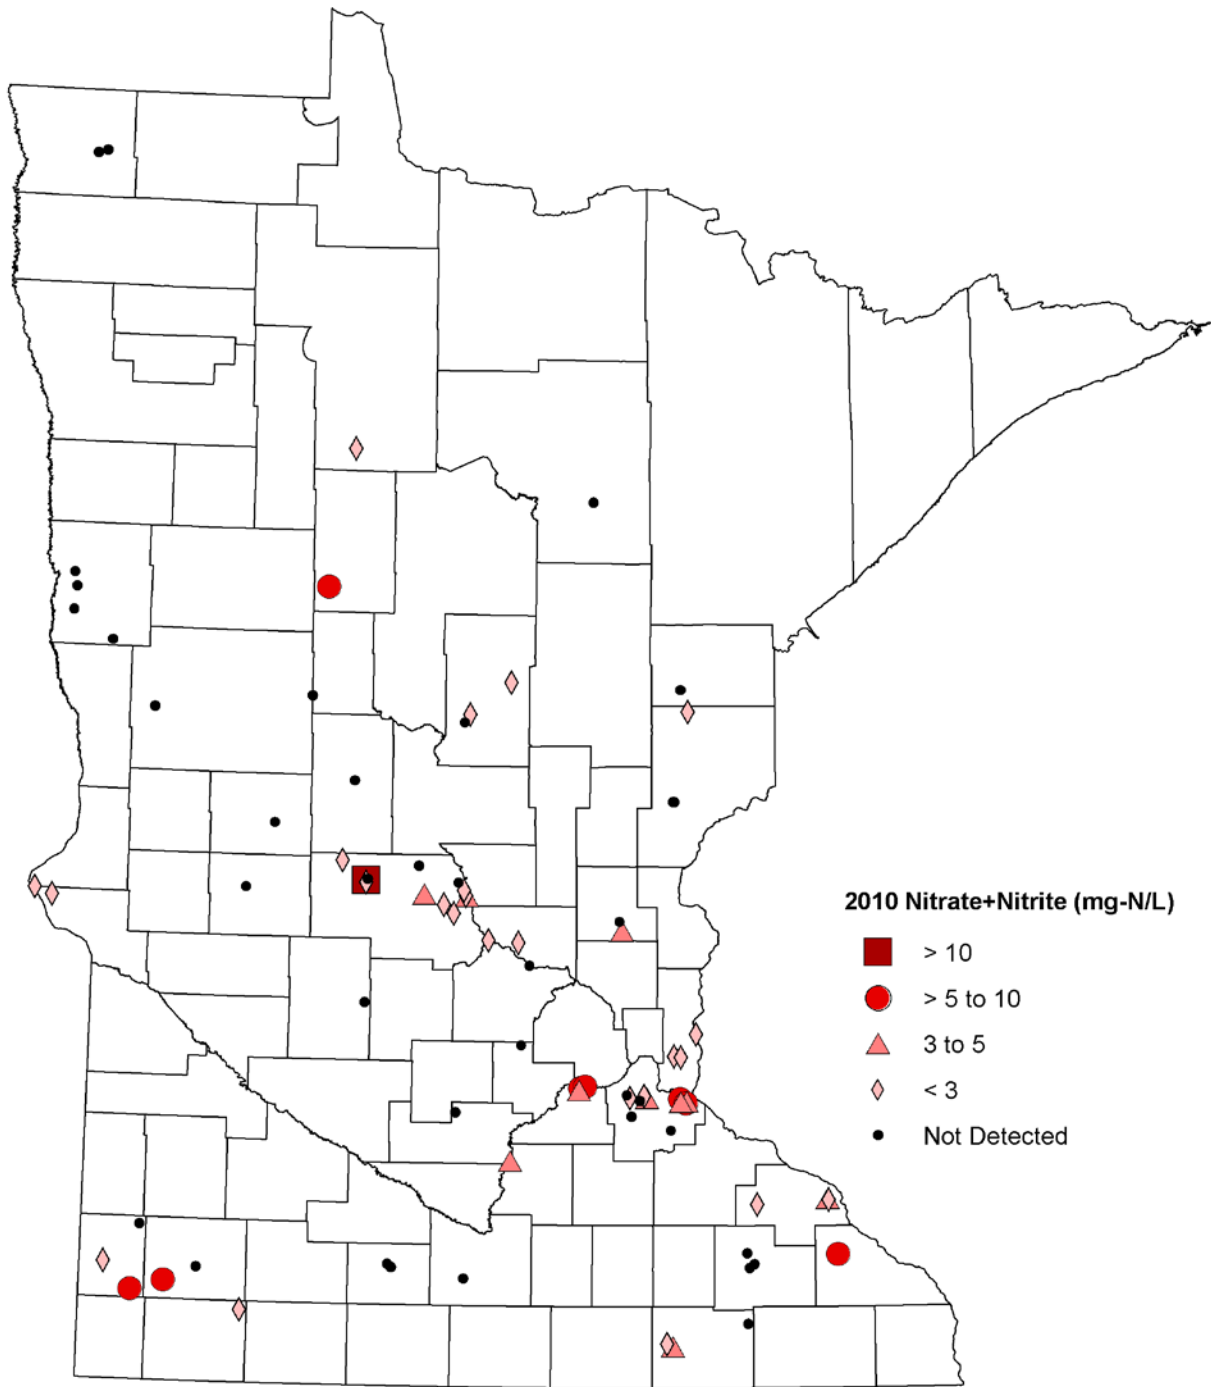 2010 Nitrate+Nitrite (mg-N/L)
> 10
> 5 to 10
3 to 5
< 3
Not Detected